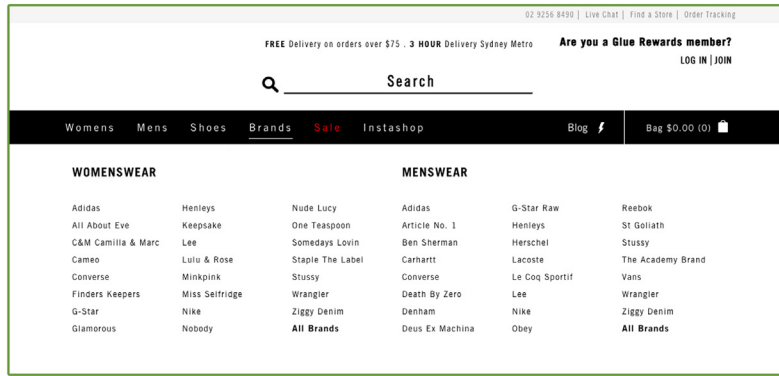 02 9256 8490 | Live Chat | Find a Store | Order Tracking
FREE Delivery on orders over $75 . 3 HOUR Delivery Sydney Metro
Are you a Glue Rewards member?
LOG IN | JOIN
Search
Womens Mens Shoes Brands Sale Instashop Blog Bag $0.00 (0)
WOMENSWEAR MENSWEAR
Adidas Henleys Nude Lucy Adidas G-Star Raw Reebok
All About Eve Keepsake One Teaspoon Article No. 1 Henleys St Goliath
C&M Camilla & Marc Lee Somedays Lovin Ben Sherman Herschel Stussy
Cameo Lulu & Rose Staple The Label Carhartt Lacoste The Academy Brand
Converse Minkpink Stussy Converse Le Coq Sportif Vans
Finders Keepers Miss Selfridge Wrangler Death By Zero Lee Wrangler
G-Star Nike Ziggy Denim Denham Nike Ziggy Denim
Glamorous Nobody All Brands Deus Ex Machina Obey All Brands